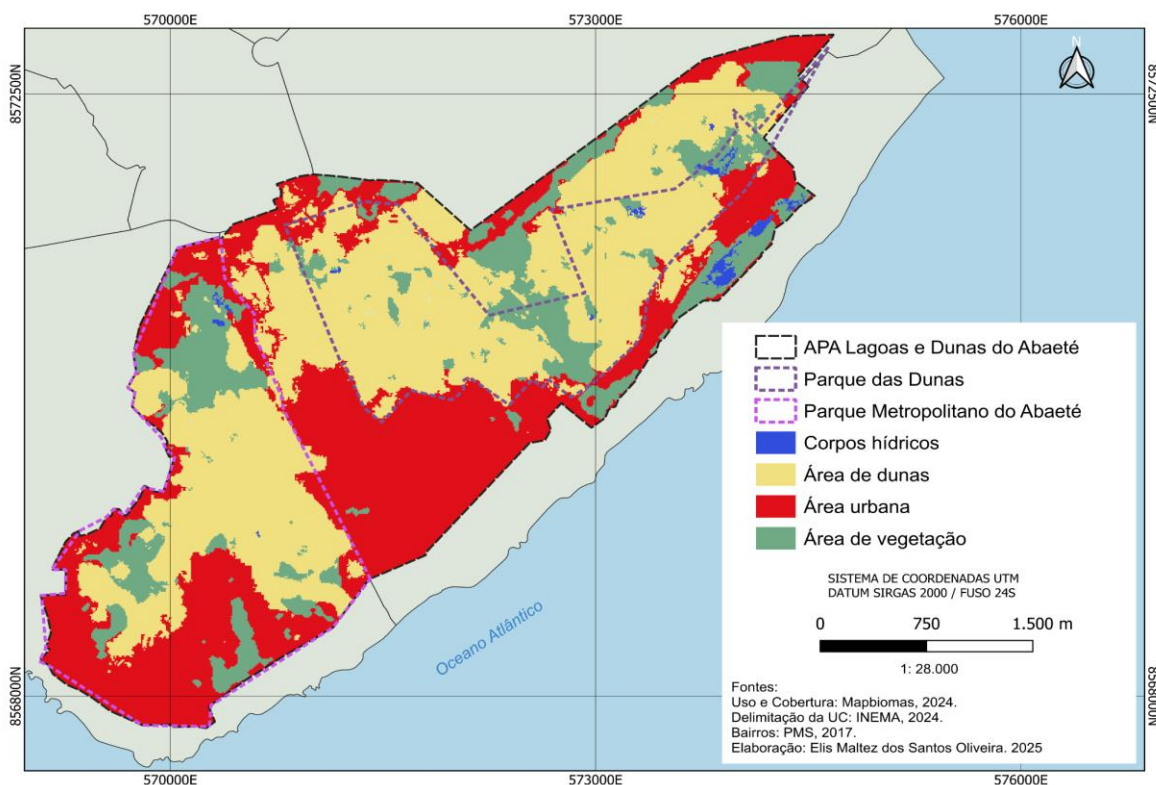 570000E
573000E
576000E
N
8572500N
8572500N
APA Lagoas e Dunas do Abaeté
Parque das Dunas
Parque Metropolitano do Abaeté
Corpos hídricos
Área de dunas
Área urbana
Área de vegetação
SISTEMA DE COORDENADAS UTM
DATUM SIRGAS 2000 / FUSO 24S
0 750 1.500 m
1: 28.000
Oceano Atlântico
Fontes:
Uso e Cobertura: Mapbiomas, 2024.
Delimitação da UC: INEMA, 2024.
Bairros: PMS, 2017.
Elaboração: Elis Maltez dos Santos Oliveira. 2025
8568000N
8568000N
570000E
573000E
576000E